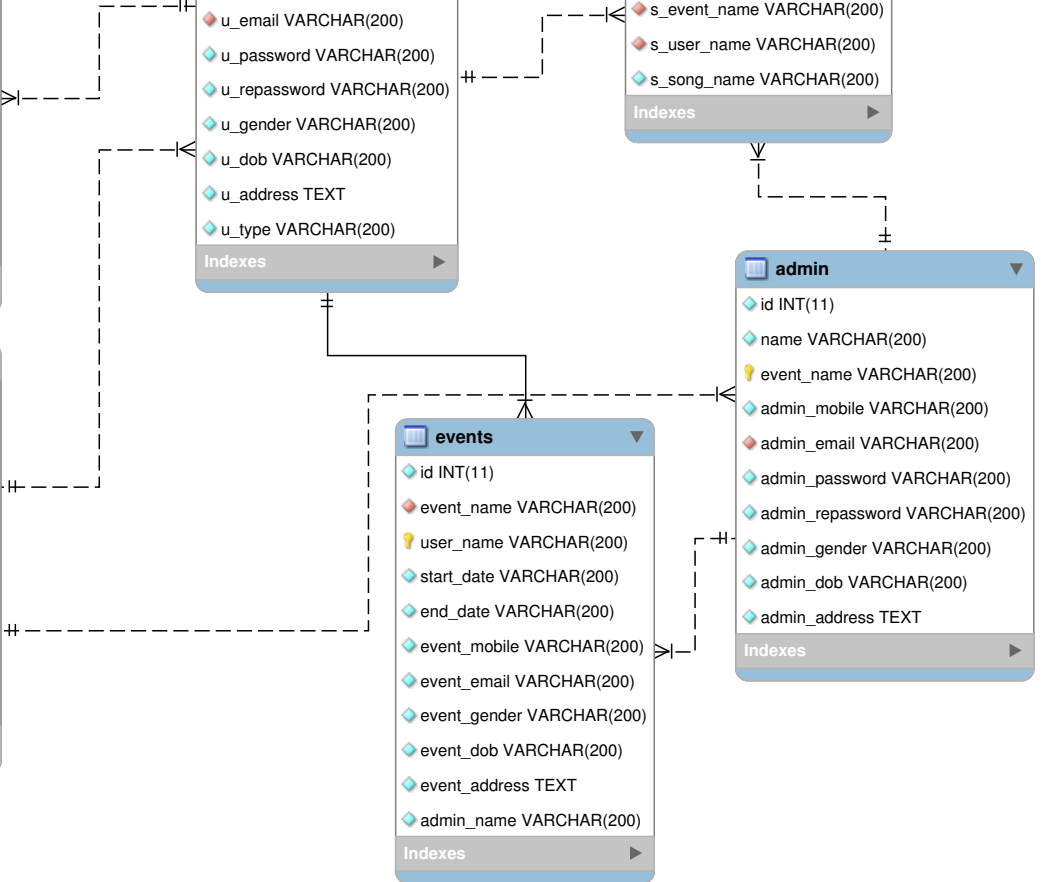 u_email VARCHAR(200)
u_password VARCHAR(200)
u_repassword VARCHAR(200)
u_gender VARCHAR(200)
u_dob VARCHAR(200)
u_address TEXT
u_type VARCHAR(200)
Indexes
s_event_name VARCHAR(200)
s_user_name VARCHAR(200)
s_song_name VARCHAR(200)
Indexes
admin
id INT(11)
name VARCHAR(200)
event_name VARCHAR(200)
admin_mobile VARCHAR(200)
admin_email VARCHAR(200)
admin_password VARCHAR(200)
admin_repassword VARCHAR(200)
admin_gender VARCHAR(200)
admin_dob VARCHAR(200)
admin_address TEXT
Indexes
events
id INT(11)
event_name VARCHAR(200)
user_name VARCHAR(200)
start_date VARCHAR(200)
end_date VARCHAR(200)
event_mobile VARCHAR(200)
event_email VARCHAR(200)
event_gender VARCHAR(200)
event_dob VARCHAR(200)
event_address TEXT
admin_name VARCHAR(200)
Indexes